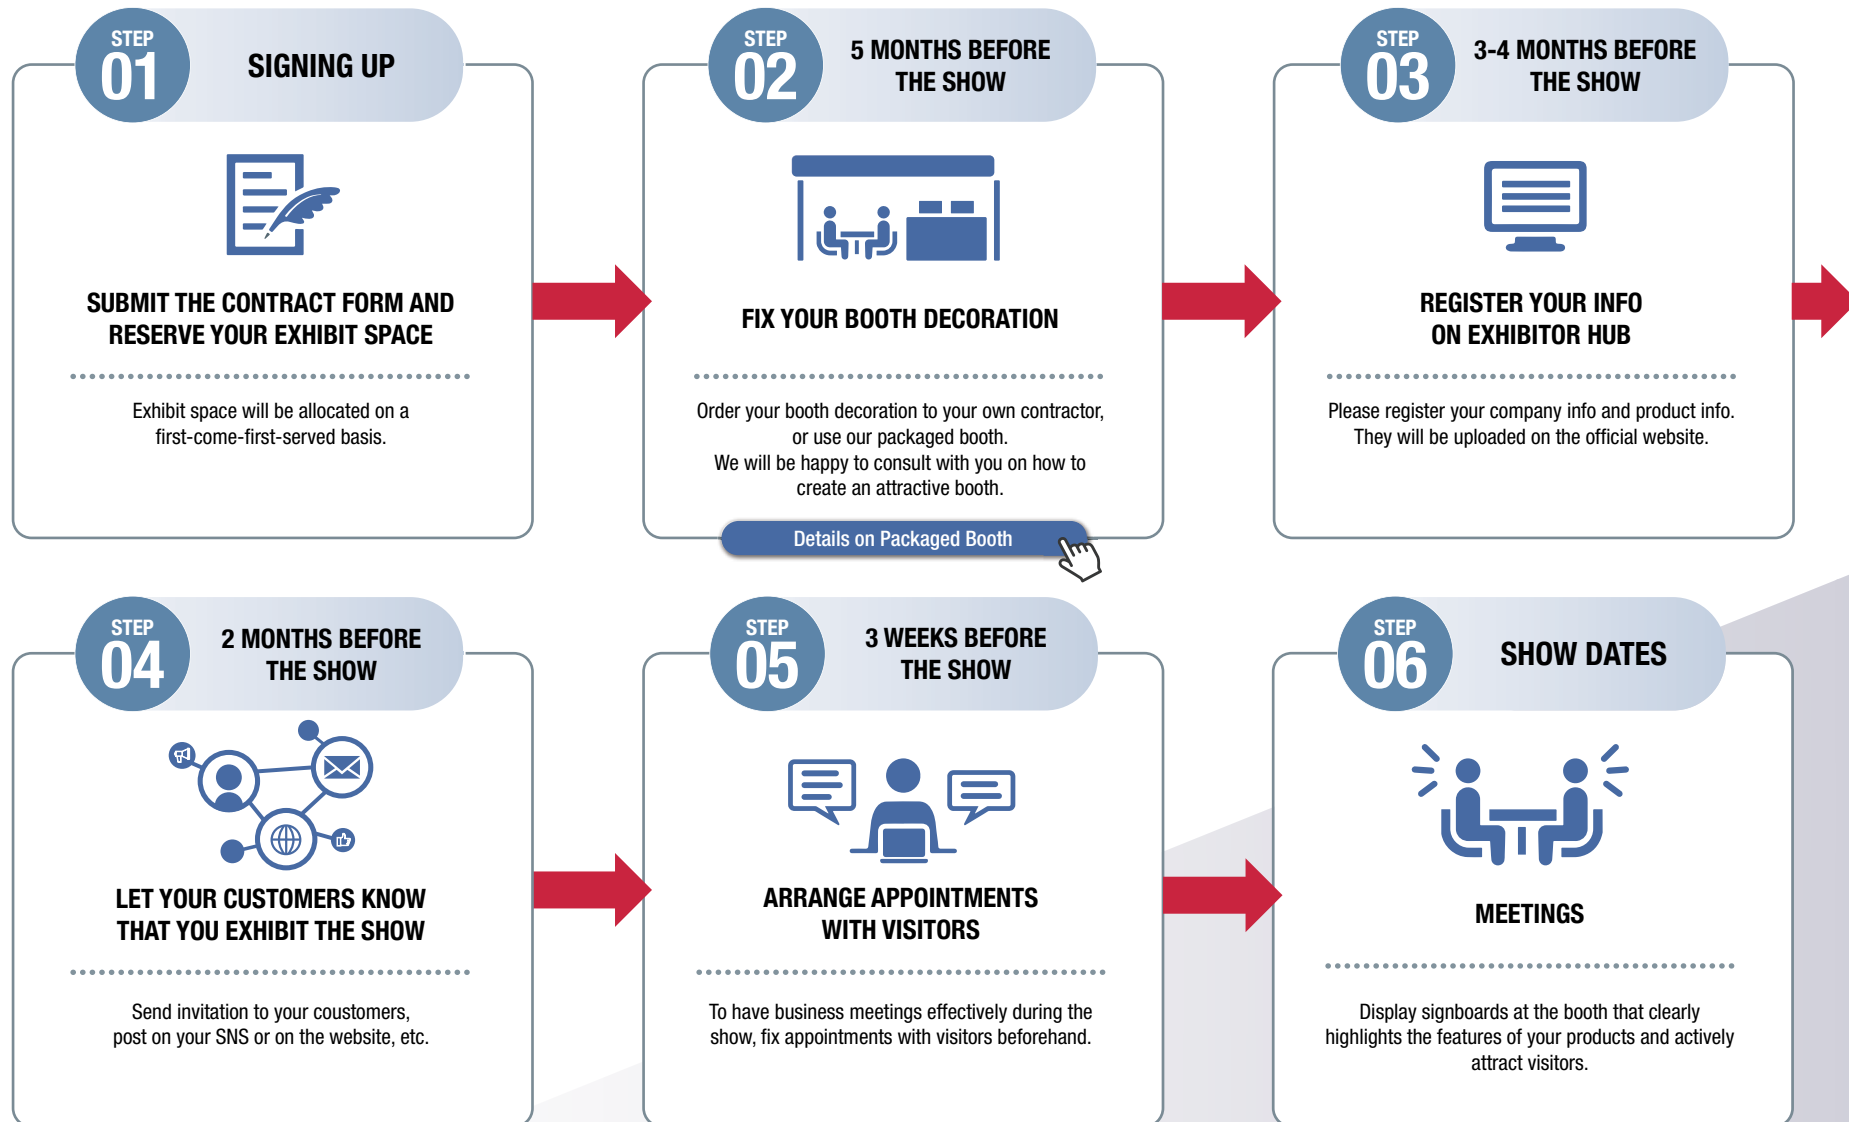 STEP
01
SIGNING UP
SUBMIT THE CONTRACT FORM AND
RESERVE YOUR EXHIBIT SPACE
Exhibit space will be allocated on a
first-come-first-served basis.
STEP
02
5 MONTHS BEFORE
THE SHOW
FIX YOUR BOOTH DECORATION
Order your booth decoration to your own contractor,
or use our packaged booth.
We will be happy to consult with you on how to
create an attractive booth.
Details on Packaged Booth
STEP
03
3-4 MONTHS BEFORE
THE SHOW
REGISTER YOUR INFO
ON EXHIBITOR HUB
Please register your company info and product info.
They will be uploaded on the official website.
STEP
04
2 MONTHS BEFORE
THE SHOW
LET YOUR CUSTOMERS KNOW
THAT YOU EXHIBIT THE SHOW
Send invitation to your coustomers,
post on your SNS or on the website, etc.
STEP
05
3 WEEKS BEFORE
THE SHOW
ARRANGE APPOINTMENTS
WITH VISITORS
To have business meetings effectively during the
show, fix appointments with visitors beforehand.
STEP
06
SHOW DATES
MEETINGS
Display signboards at the booth that clearly
highlights the features of your products and actively
attract visitors.